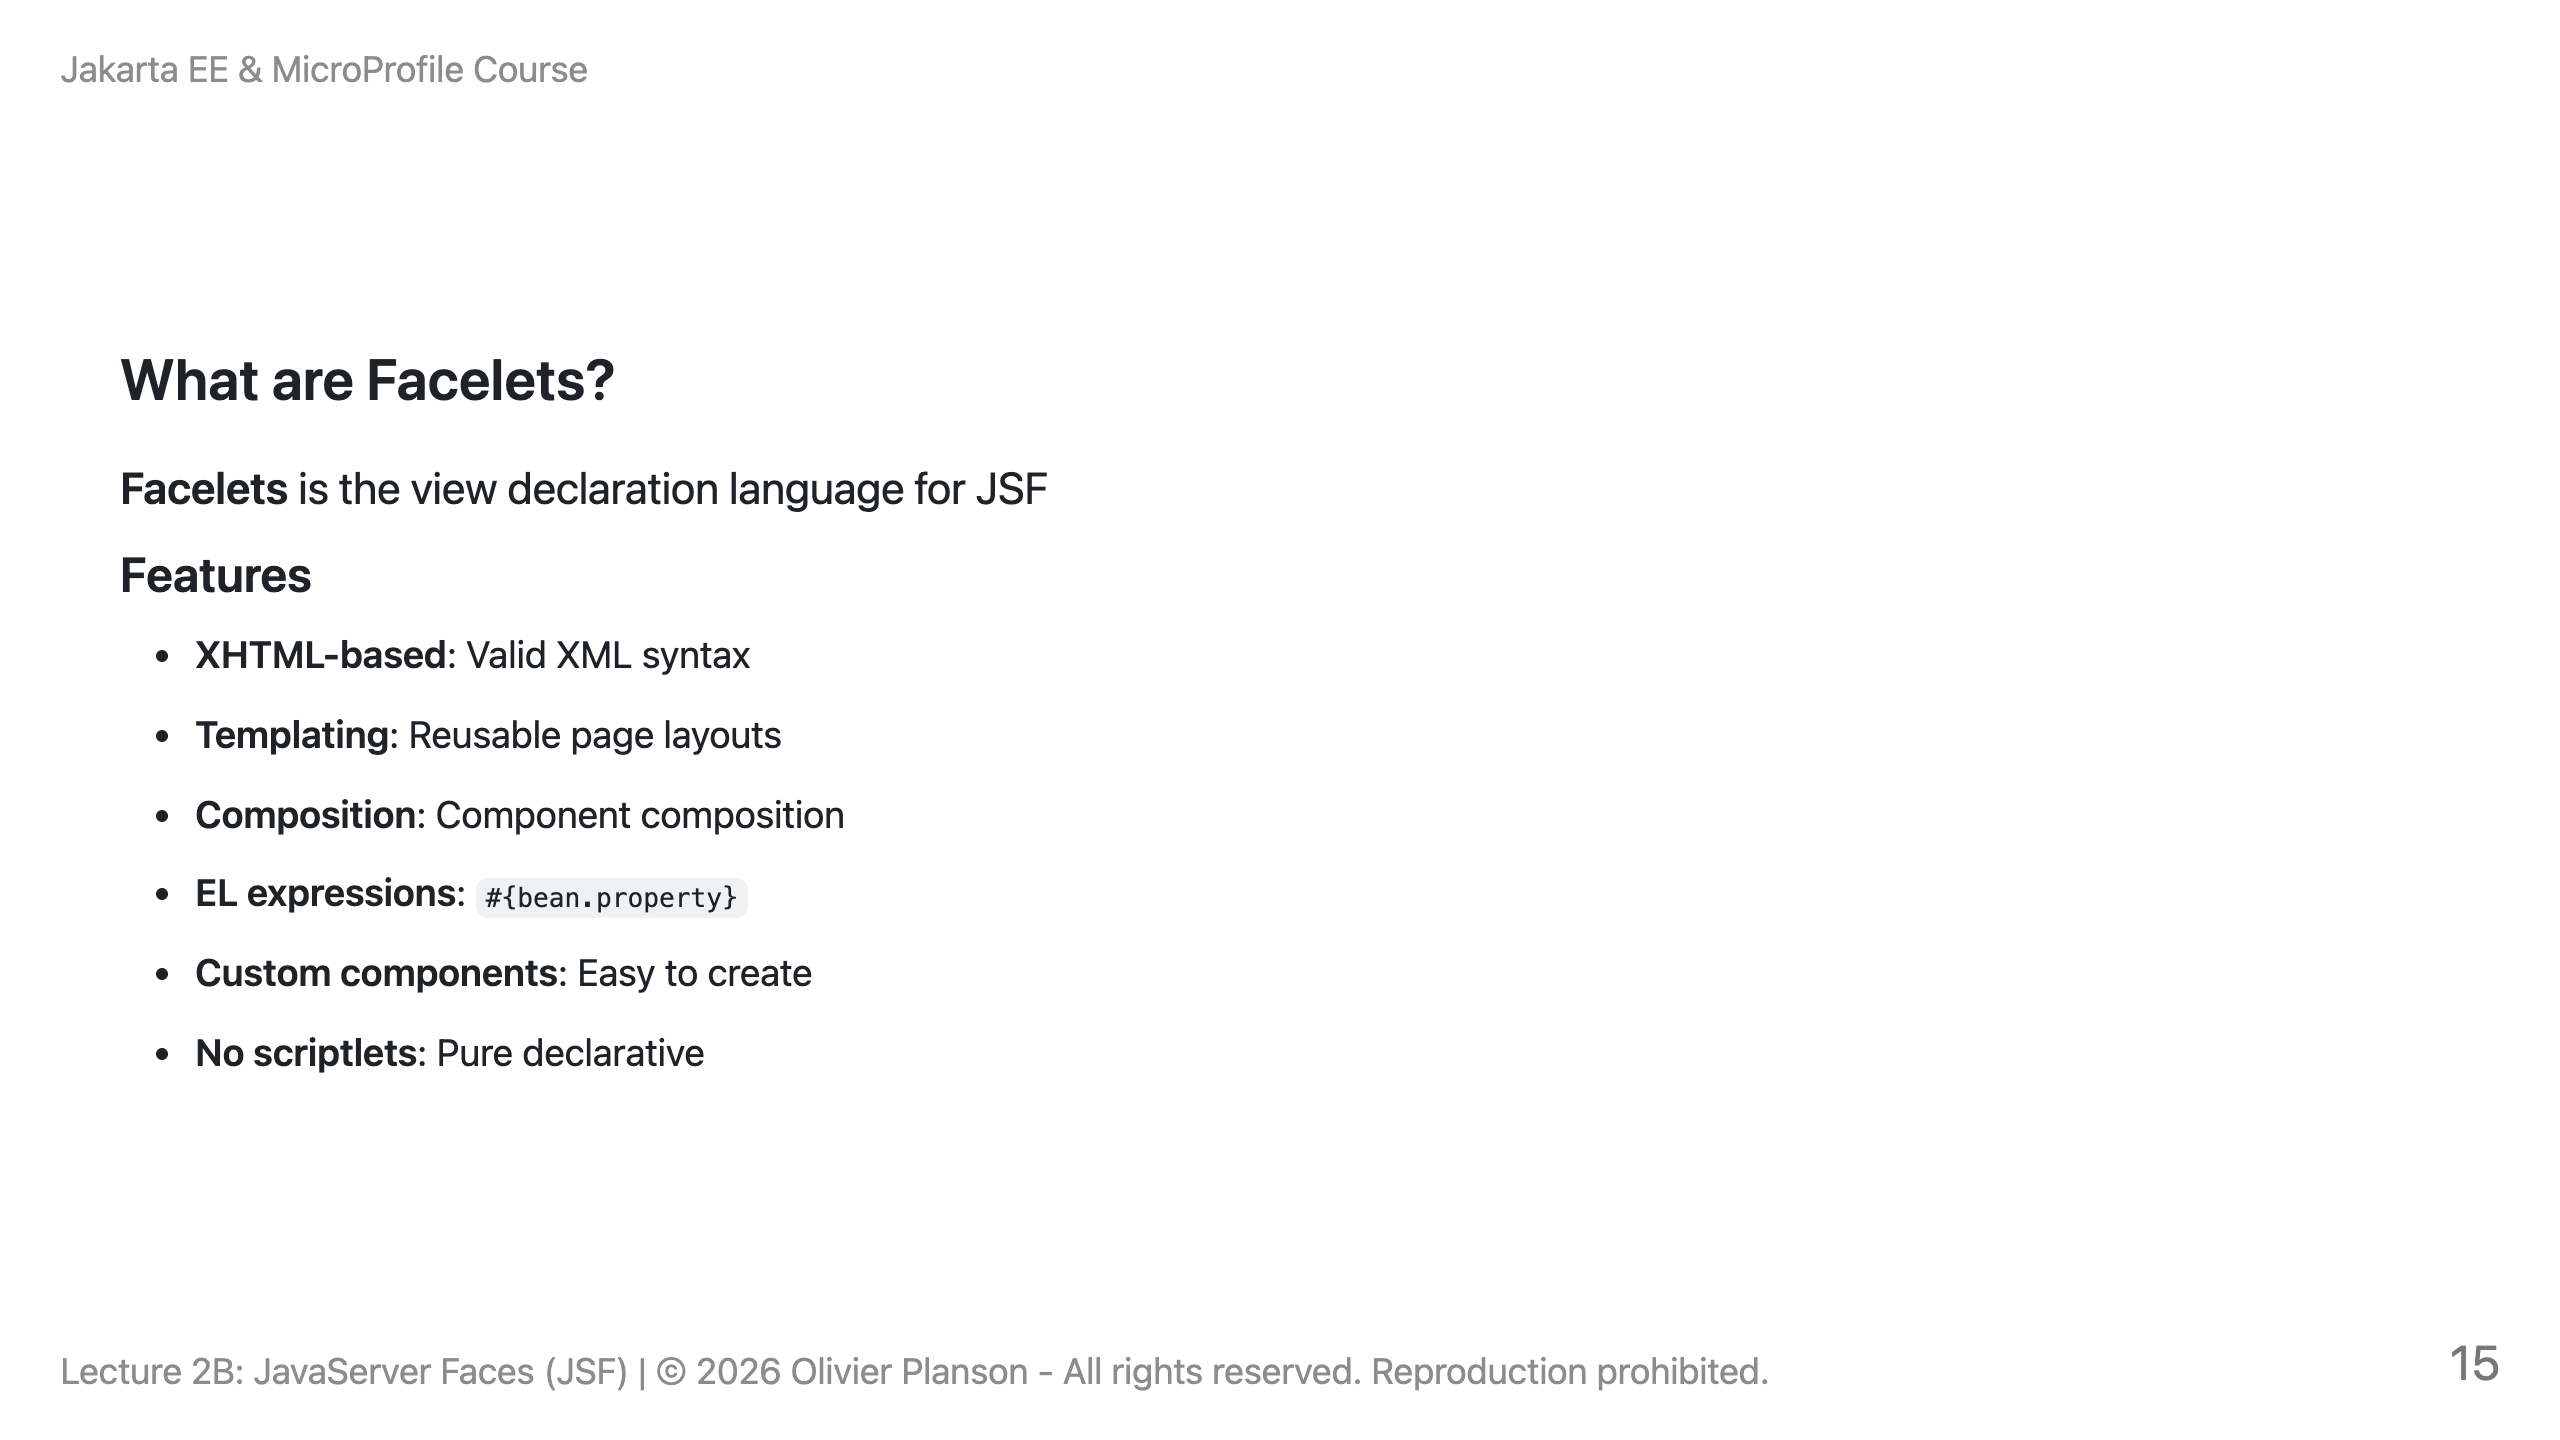 Jakarta EE & MicroProfile Course
What are Facelets?
Facelets is the view declaration language for JSF
Features
• XHTML-based: Valid XML syntax
• Templating: Reusable page layouts
• Composition: Component composition
• EL expressions: #{bean.property}
• Custom components: Easy to create
• No scriptlets: Pure declarative
Lecture 2B: JavaServer Faces (JSF) | © 2026 Olivier Planson - All rights reserved. Reproduction prohibited.
15